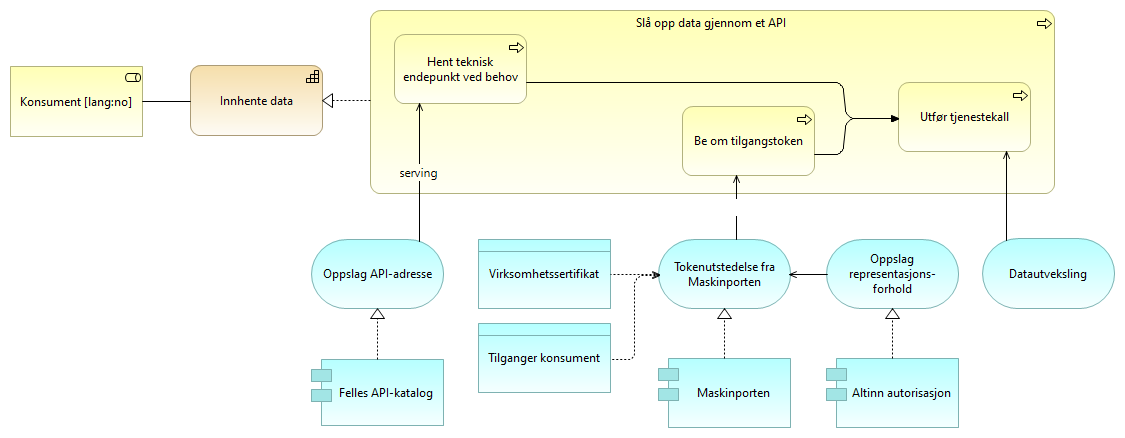 Slå opp data gjennom et API
Konsument [lang:no]
Innhente data
Hent teknisk
endepunkt ved behov
Be om tilgangstoken
Utfør tjenestekall
serving
Oppslag API-adresse
Virksomhetssertifikat
Tokenutstedelse fra
Maskinporten
Oppslag
representasjons-
forhold
Datautveksling
Tilganger konsument
Felles API-katalog
Maskinporten
Altinn autorisasjon